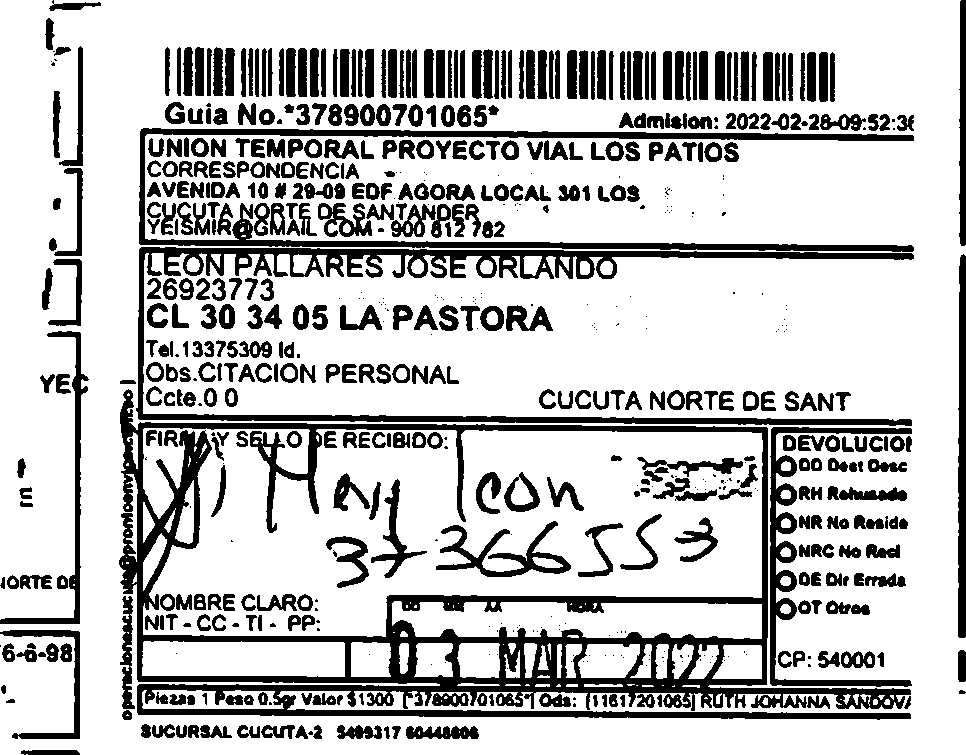 Guia No.*378900701065*
Admision: 2022-02-28-09:52:36
UNION TEMPORAL PROYECTO VIAL LOS PATIOS
CORRESPONDENCIA
AVENIDA 10 # 29-09 EDF AGORA LOCAL 301 LOS
CUCUTA NORTE DE SANTANDER
YEISMIR@GMAIL COM - 900 812 782
LEON PALLARES JOSE ORLANDO
26923773
CL 30 34 05 LA PASTORA
Tel.13375309 Id.
Obs.CITACION PERSONAL
Ccte.0 0
CUCUTA NORTE DE SANT
YEC
FIRMA Y SELLO DE RECIBIDO:
37366553
NOMBRE CLARO:
NIT - CC - TI - PP:
DD MM AA HORA
03 MAR 2022
DEVOLUCION
DD Dest Desc
RH Rehusado
NR No Reside
NRC No Recl
DE Dir Errada
OT Otros
CP: 540001
NORTE DE
6-6-98
Piezas 1 Peso 0.5gr Valor $1300 [*378900701065*] Ods: [11617201065] RUTH JOHANNA SANDOVA
SUCURSAL CUCUTA-2 5499317 60448606